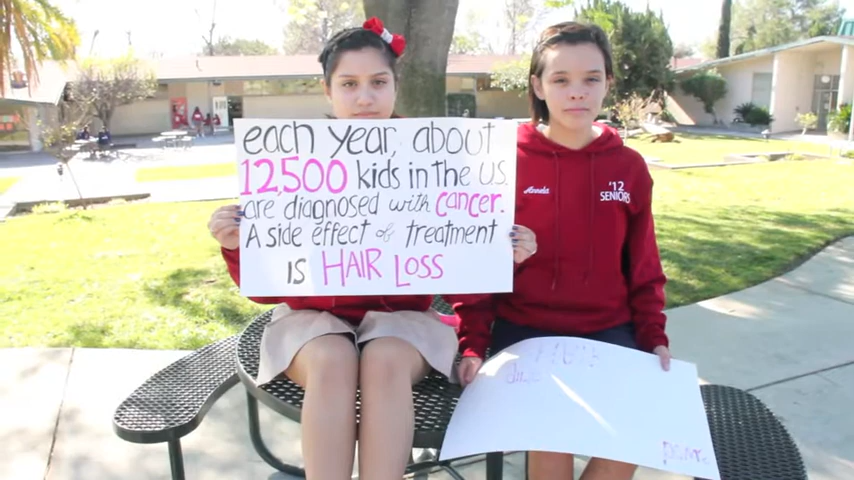 each year, about
12,500 kids in the U.S.
are diagnosed with cancer.
A side effect of treatment
is HAIR LOSS
'12
SENIORS